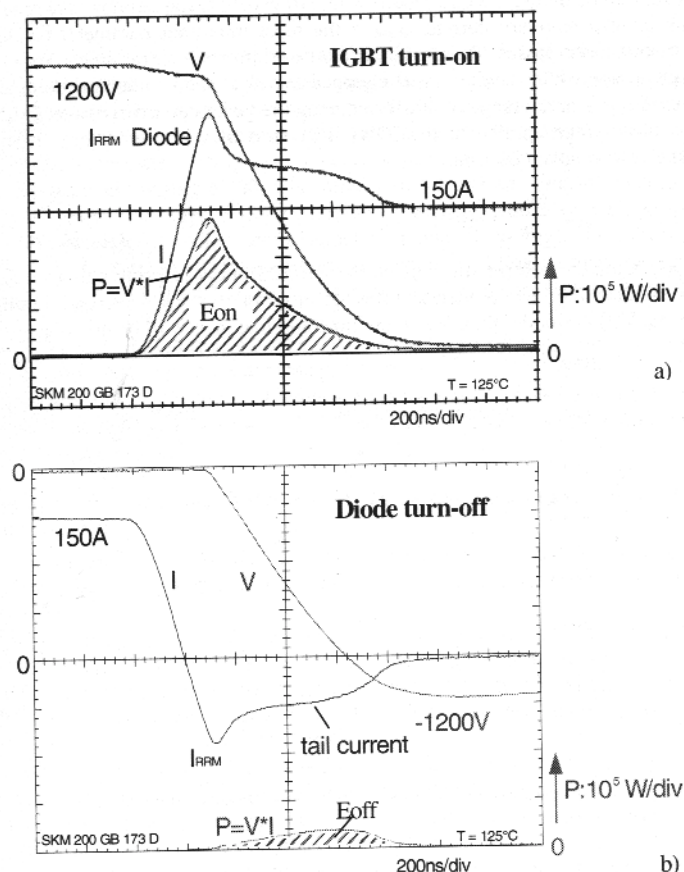 IGBT turn-on
V
1200V
IRRM Diode
150A
I
P=V*I
Eon
P:10⁵ W/div
0
0
a)
SKM 200 GB 173 D
T = 125°C
200ns/div
0
Diode turn-off
150A
I
V
0
-1200V
tail current
IRRM
P:10⁵ W/div
P=V*I
Eoff
SKM 200 GB 173 D
T = 125°C
0
200ns/div
b)